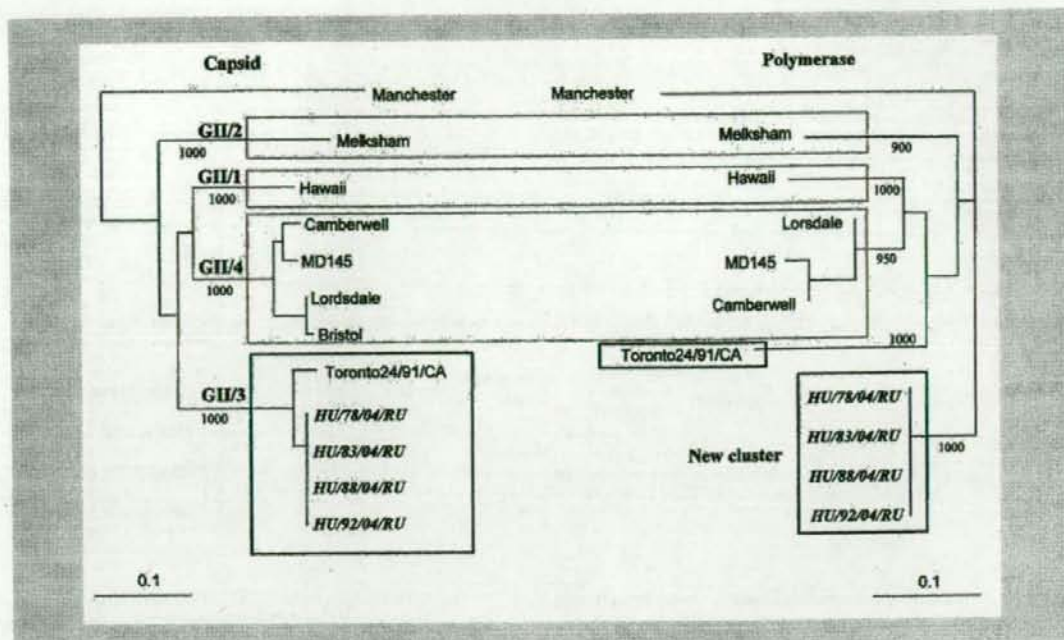 Capsid Polymerase
Manchester Manchester
GII/2 Melksham Melksham
1000 900
GII/1 Hawaii Hawaii
1000 1000
Camberwell Lorsdale
GII/4 MD145 MD145 950
1000
Lordsdale Camberwell
Bristol
1000
Toronto24/91/CA Toronto24/91/CA
GII/3
1000
HU/78/04/RU HU/78/04/RU
HU/83/04/RU HU/83/04/RU
New cluster 1000
HU/88/04/RU HU/88/04/RU
HU/92/04/RU HU/92/04/RU
0.1 0.1